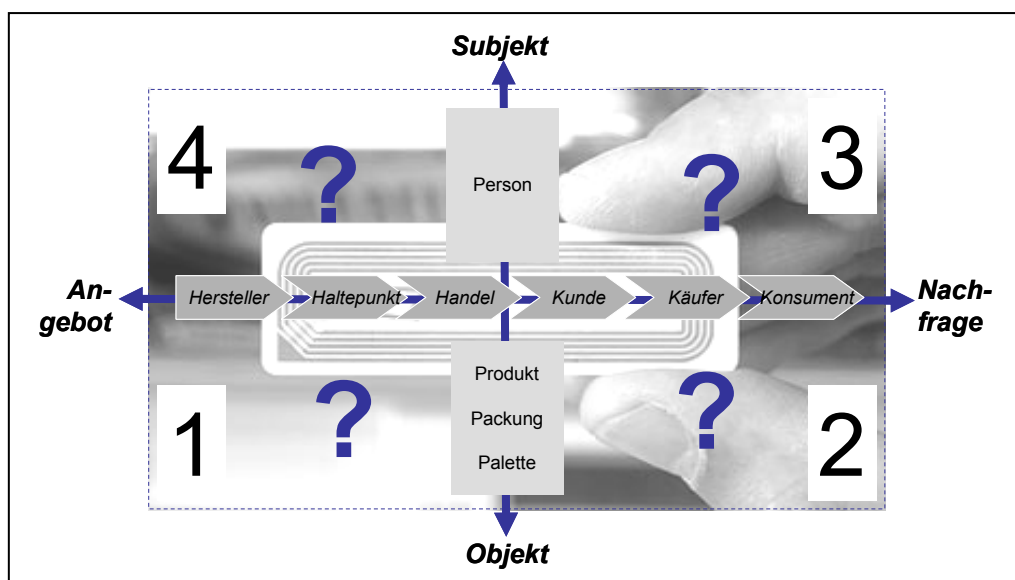 Subjekt
4
?
?
3
Person
An-
gebot
Hersteller
Haltepunkt
Handel
Kunde
Käufer
Konsument
Nach-
frage
1
?
Produkt
Packung
Palette
?
2
Objekt